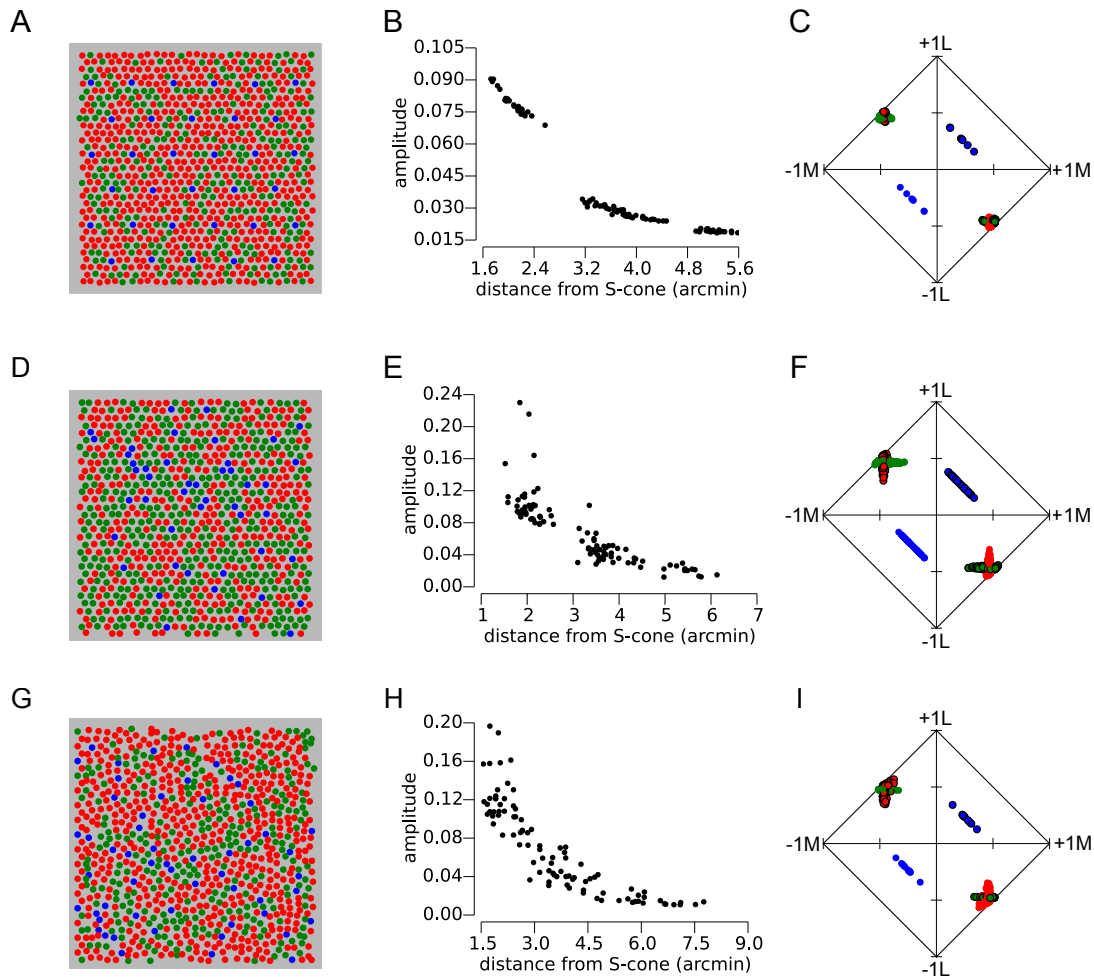 A
B
C
0.105
0.090
0.075
0.060
0.045
0.030
0.015
amplitude
1.6 2.4 3.2 4.0 4.8 5.6
distance from S-cone (arcmin)
+1L
-1M
+1M
-1L
D
E
F
0.24
0.20
0.16
0.12
0.08
0.04
0.00
amplitude
1 2 3 4 5 6 7
distance from S-cone (arcmin)
+1L
-1M
+1M
-1L
G
H
I
0.20
0.16
0.12
0.08
0.04
0.00
amplitude
1.5 3.0 4.5 6.0 7.5 9.0
distance from S-cone (arcmin)
+1L
-1M
+1M
-1L